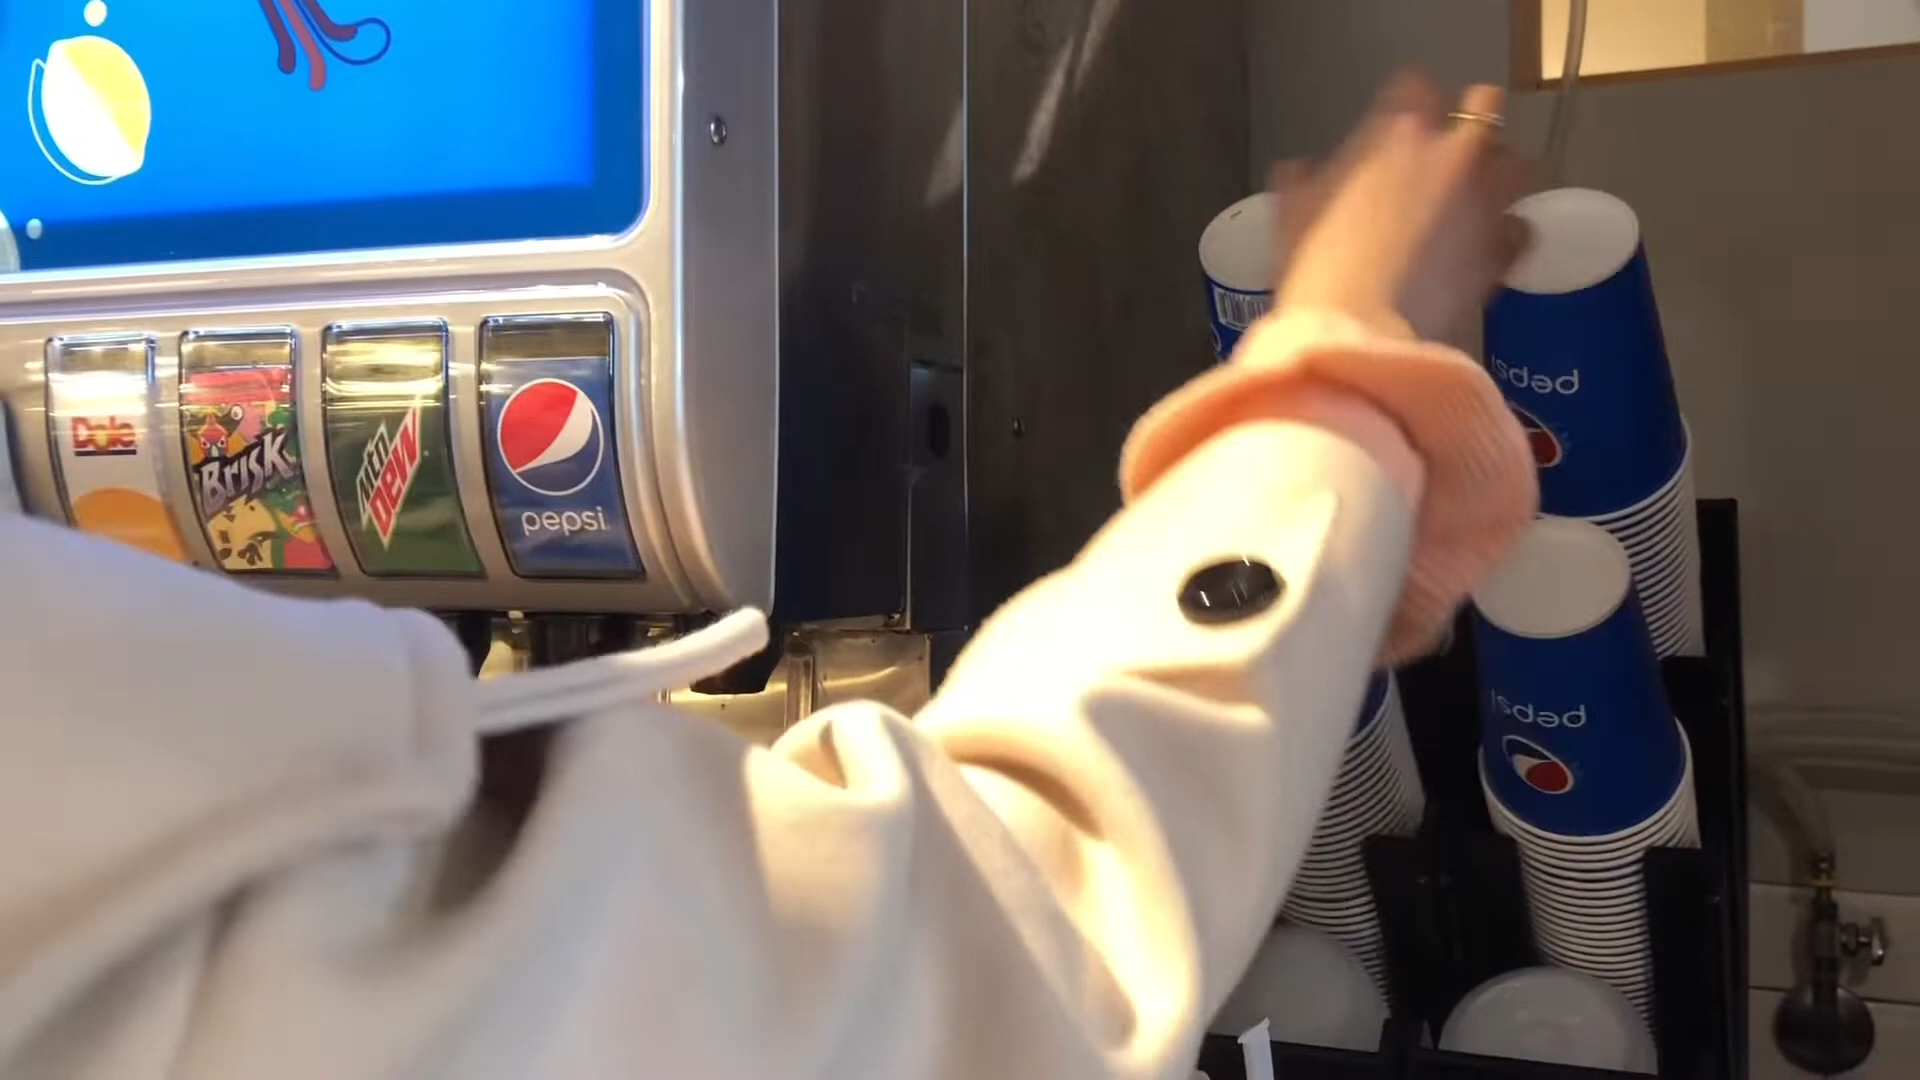 Dole
BrisK
Mtn
DEW
pepsi
pepsi
pepsi